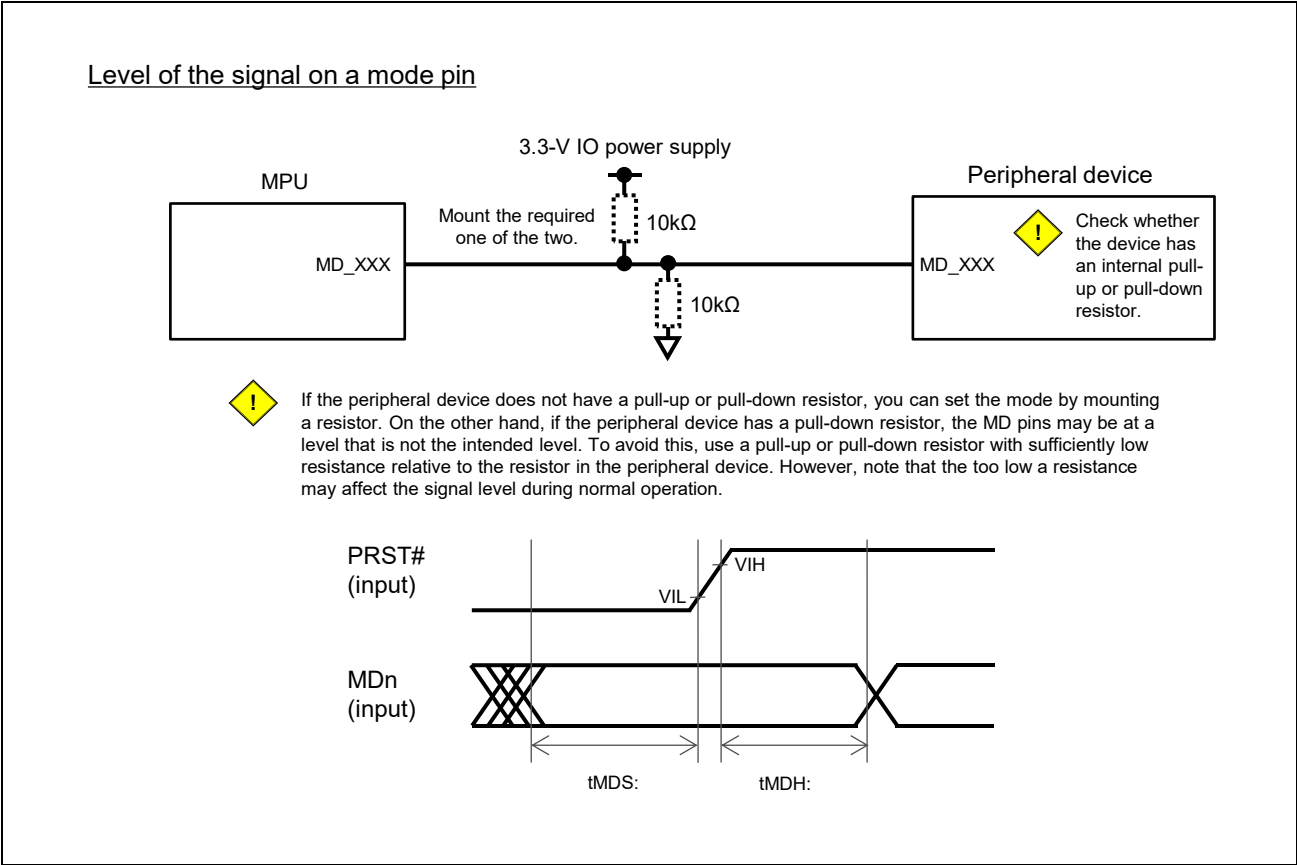 Level of the signal on a mode pin
3.3-V IO power supply
MPU
Peripheral device
Mount the required
one of the two.
10kΩ
!
Check whether
the device has
an internal pull-
up or pull-down
resistor.
MD_XXX
MD_XXX
10kΩ
!
If the peripheral device does not have a pull-up or pull-down resistor, you can set the mode by mounting
a resistor. On the other hand, if the peripheral device has a pull-down resistor, the MD pins may be at a
level that is not the intended level. To avoid this, use a pull-up or pull-down resistor with sufficiently low
resistance relative to the resistor in the peripheral device. However, note that the too low a resistance
may affect the signal level during normal operation.
PRST#
(input)
VIH
VIL
MDn
(input)
tMDS:
tMDH: